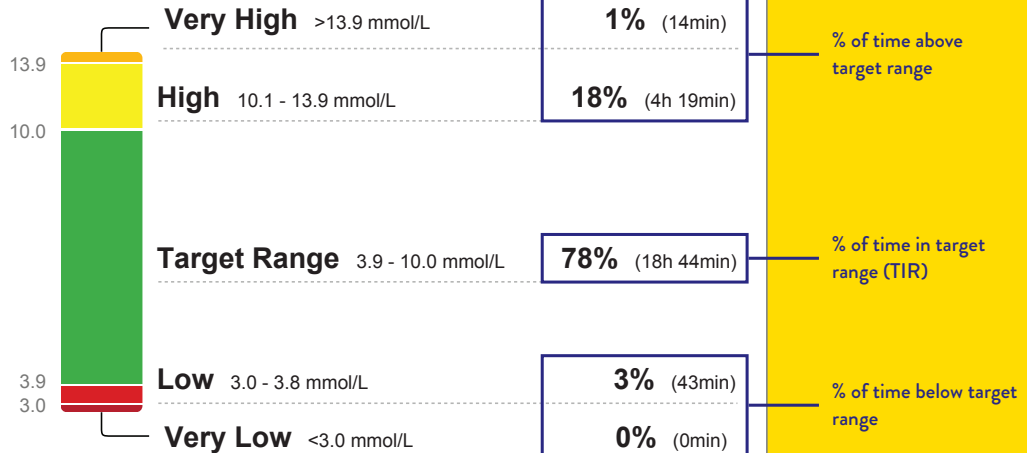 Very High >13.9 mmol/L 1% (14min)
% of time above
target range
13.9
High 10.1 - 13.9 mmol/L 18% (4h 19min)
10.0
Target Range 3.9 - 10.0 mmol/L 78% (18h 44min)
% of time in target
range (TIR)
3.9
Low 3.0 - 3.8 mmol/L 3% (43min)
3.0
% of time below target
range
Very Low <3.0 mmol/L 0% (0min)